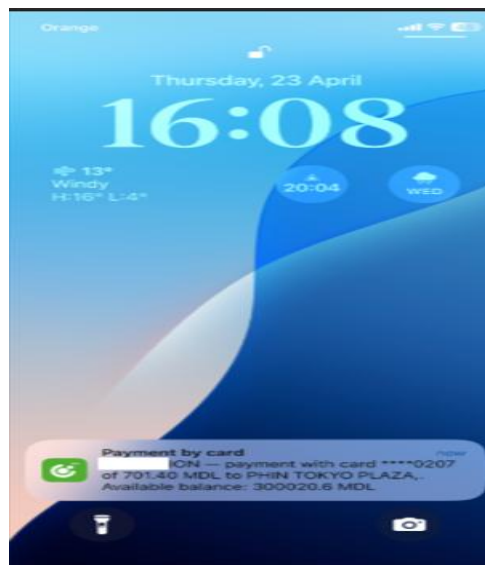 Orange
Thursday, 23 April
16:08
13°
Windy
H:16° L:4°
20:04
WED
Payment by card
now
ION — payment with card ****0207
of 701.40 MDL to PHIN TOKYO PLAZA,.
Available balance: 300020.6 MDL